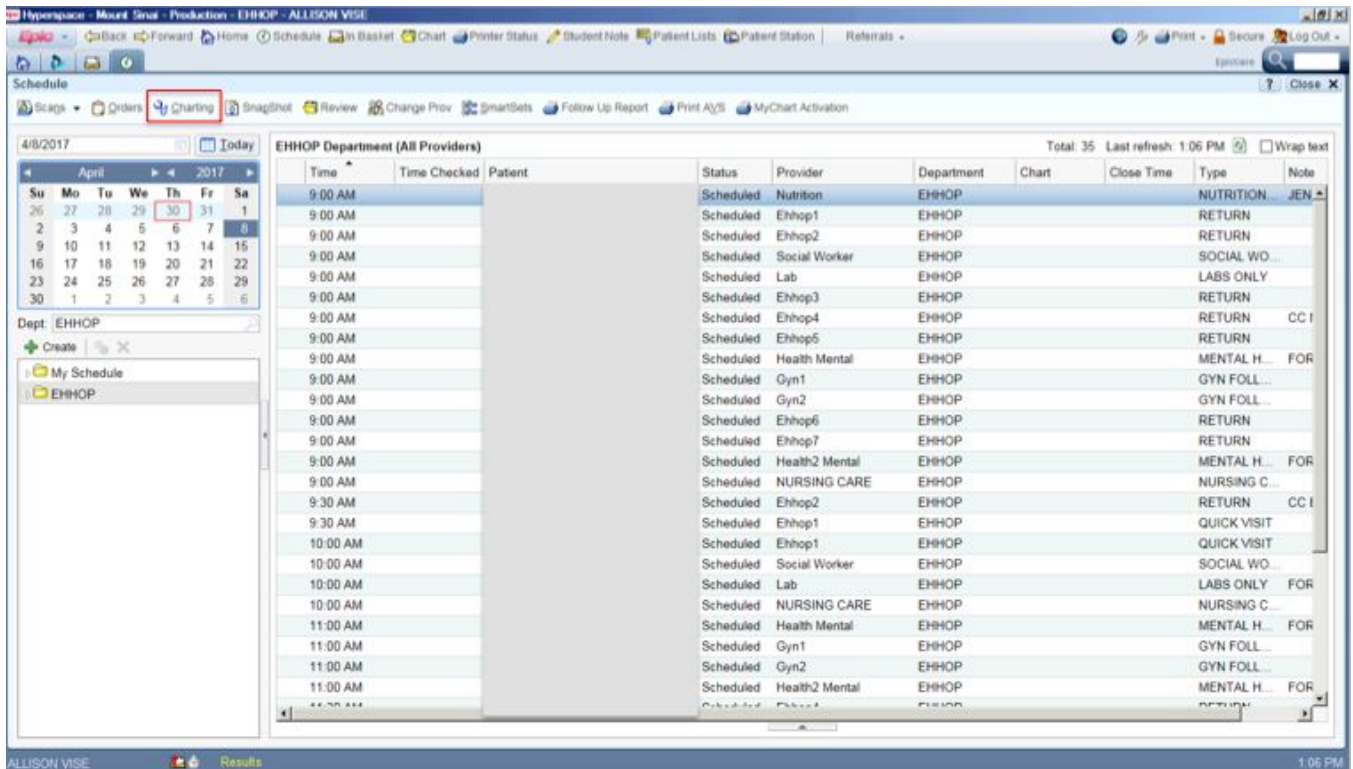 Hyperspace - Mount Sinai - Production - EHHOP - ALLISON VISE
Epic Back Forward Home Schedule In Basket Chart Printer Status Student Note Patient Lists Patient Station Referrals Print Secure Log Out
EpicCare
Schedule ? Close X
Scans Orders Charting SnapShot Review Change Prov SmartSets Follow Up Report Print AVS MyChart Activation
4/8/2017 Today
April 2017
Su Mo Tu We Th Fr Sa
26 27 28 29 30 31 1
2 3 4 5 6 7 8
9 10 11 12 13 14 15
16 17 18 19 20 21 22
23 24 25 26 27 28 29
30 1 2 3 4 5 6
Dept: EHHOP
Create
My Schedule
EHHOP
EHHOP Department (All Providers) Total: 35 Last refresh: 1:06 PM Wrap text
Time Time Checked Patient Status Provider Department Chart Close Time Type Note
9:00 AM Scheduled Nutrition EHHOP NUTRITION... JEN
9:00 AM Scheduled Ehhop1 EHHOP RETURN
9:00 AM Scheduled Ehhop2 EHHOP RETURN
9:00 AM Scheduled Social Worker EHHOP SOCIAL WO...
9:00 AM Scheduled Lab EHHOP LABS ONLY
9:00 AM Scheduled Ehhop3 EHHOP RETURN
9:00 AM Scheduled Ehhop4 EHHOP RETURN CC
9:00 AM Scheduled Ehhop5 EHHOP RETURN
9:00 AM Scheduled Health Mental EHHOP MENTAL H... FOR
9:00 AM Scheduled Gyn1 EHHOP GYN FOLL...
9:00 AM Scheduled Gyn2 EHHOP GYN FOLL...
9:00 AM Scheduled Ehhop6 EHHOP RETURN
9:00 AM Scheduled Ehhop7 EHHOP RETURN
9:00 AM Scheduled Health2 Mental EHHOP MENTAL H... FOR
9:00 AM Scheduled NURSING CARE EHHOP NURSING C...
9:30 AM Scheduled Ehhop2 EHHOP RETURN CC
9:30 AM Scheduled Ehhop1 EHHOP QUICK VISIT
10:00 AM Scheduled Ehhop1 EHHOP QUICK VISIT
10:00 AM Scheduled Social Worker EHHOP SOCIAL WO...
10:00 AM Scheduled Lab EHHOP LABS ONLY FOR
10:00 AM Scheduled NURSING CARE EHHOP NURSING C...
11:00 AM Scheduled Health Mental EHHOP MENTAL H... FOR
11:00 AM Scheduled Gyn1 EHHOP GYN FOLL...
11:00 AM Scheduled Gyn2 EHHOP GYN FOLL...
11:00 AM Scheduled Health2 Mental EHHOP MENTAL H... FOR
ALLISON VISE Results 1:06 PM